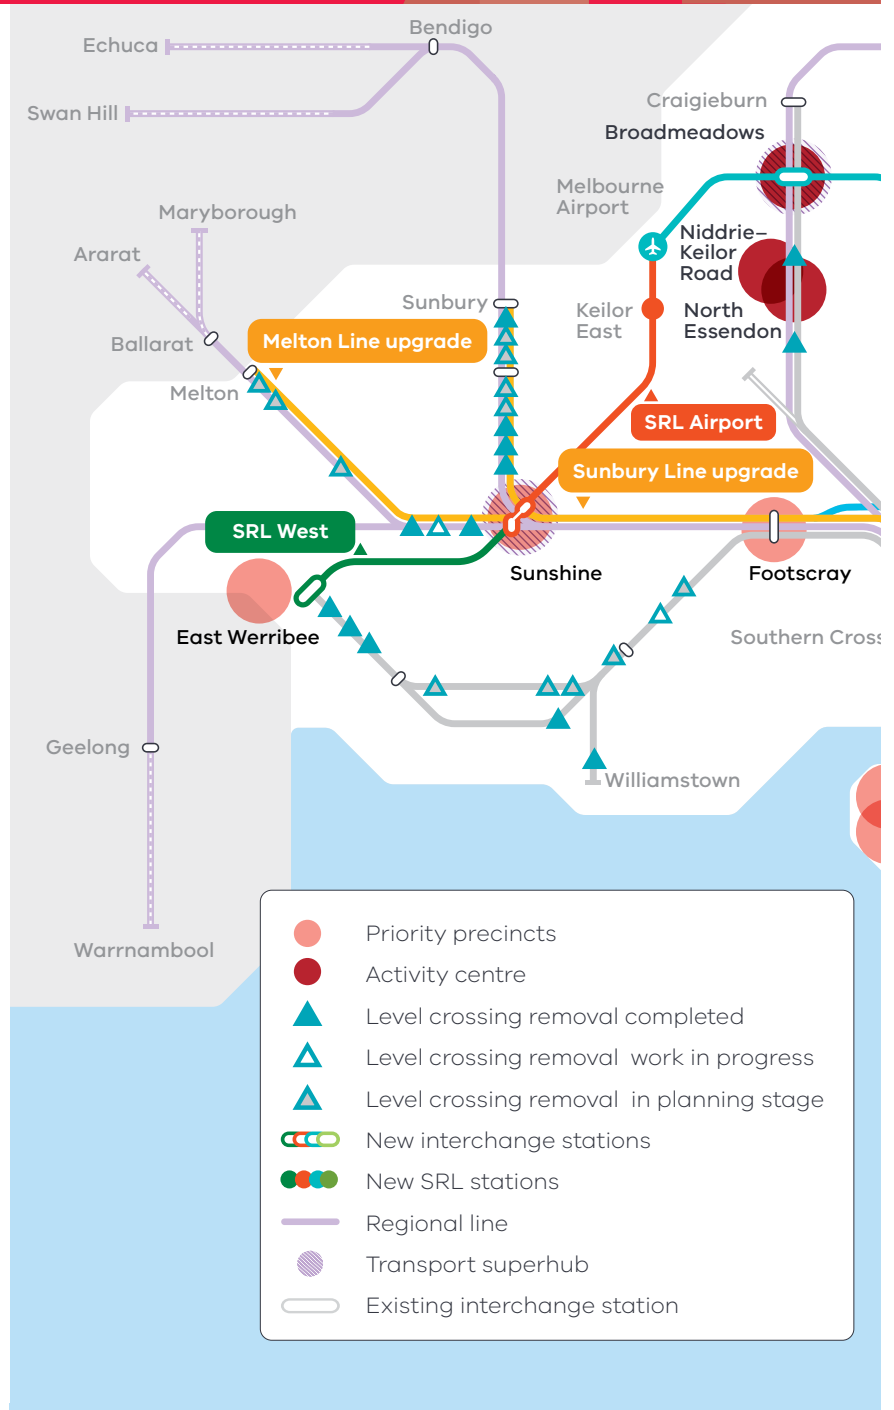 Bendigo
Echuca
Craigieburn
Swan Hill
Broadmeadows
Melbourne
Airport
Maryborough
Niddrie–
Keilor
Road
Ararat
Sunbury
Keilor
East
North
Essendon
Ballarat
Melton Line upgrade
Melton
SRL Airport
Sunbury Line upgrade
SRL West
Sunshine
Footscray
East Werribee
Southern Cross
Geelong
Williamstown
Warrnambool
Priority precincts
Activity centre
Level crossing removal completed
Level crossing removal work in progress
Level crossing removal in planning stage
New interchange stations
New SRL stations
Regional line
Transport superhub
Existing interchange station